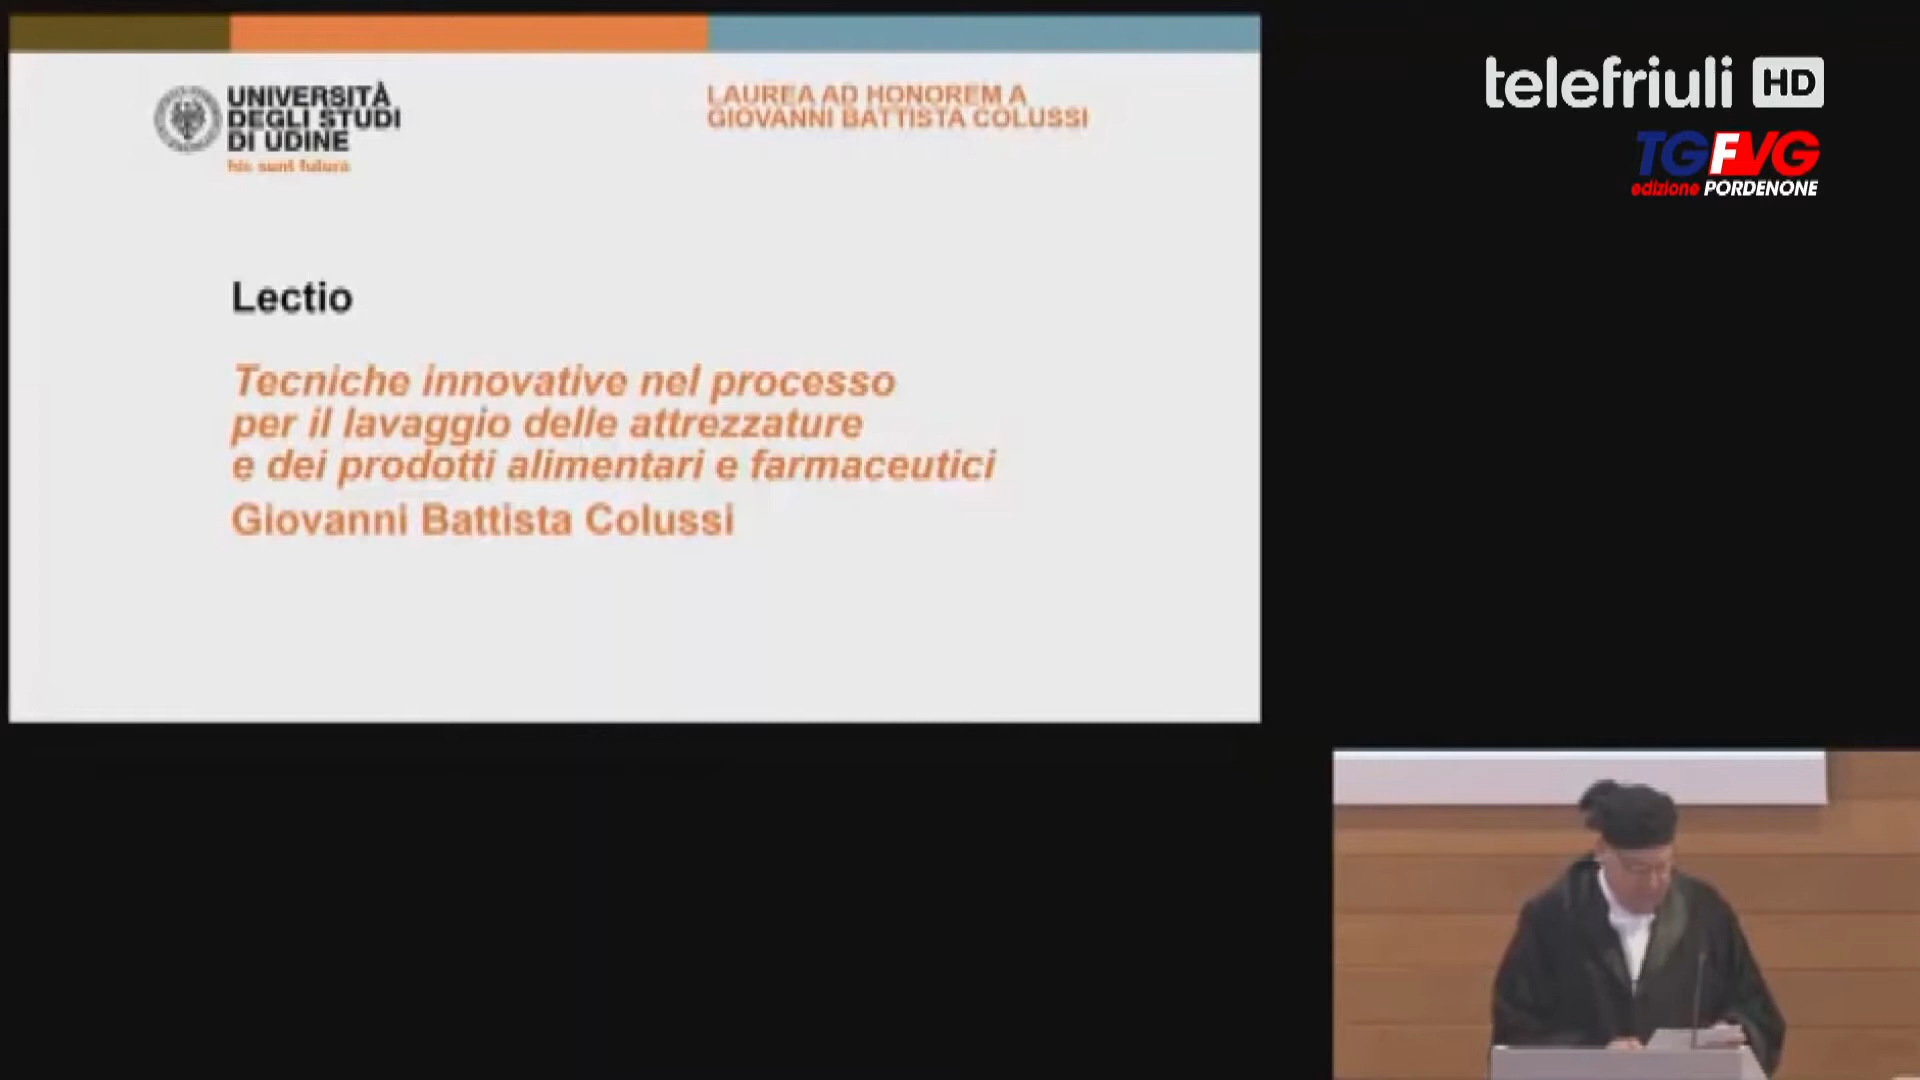 UNIVERSITÀ
DEGLI STUDI
DI UDINE
hic sunt futura
LAUREA AD HONOREM A
GIOVANNI BATTISTA COLUSSI
telefriuli HD
TGFVG
edizione PORDENONE
Lectio
Tecniche innovative nel processo
per il lavaggio delle attrezzature
e dei prodotti alimentari e farmaceutici
Giovanni Battista Colussi